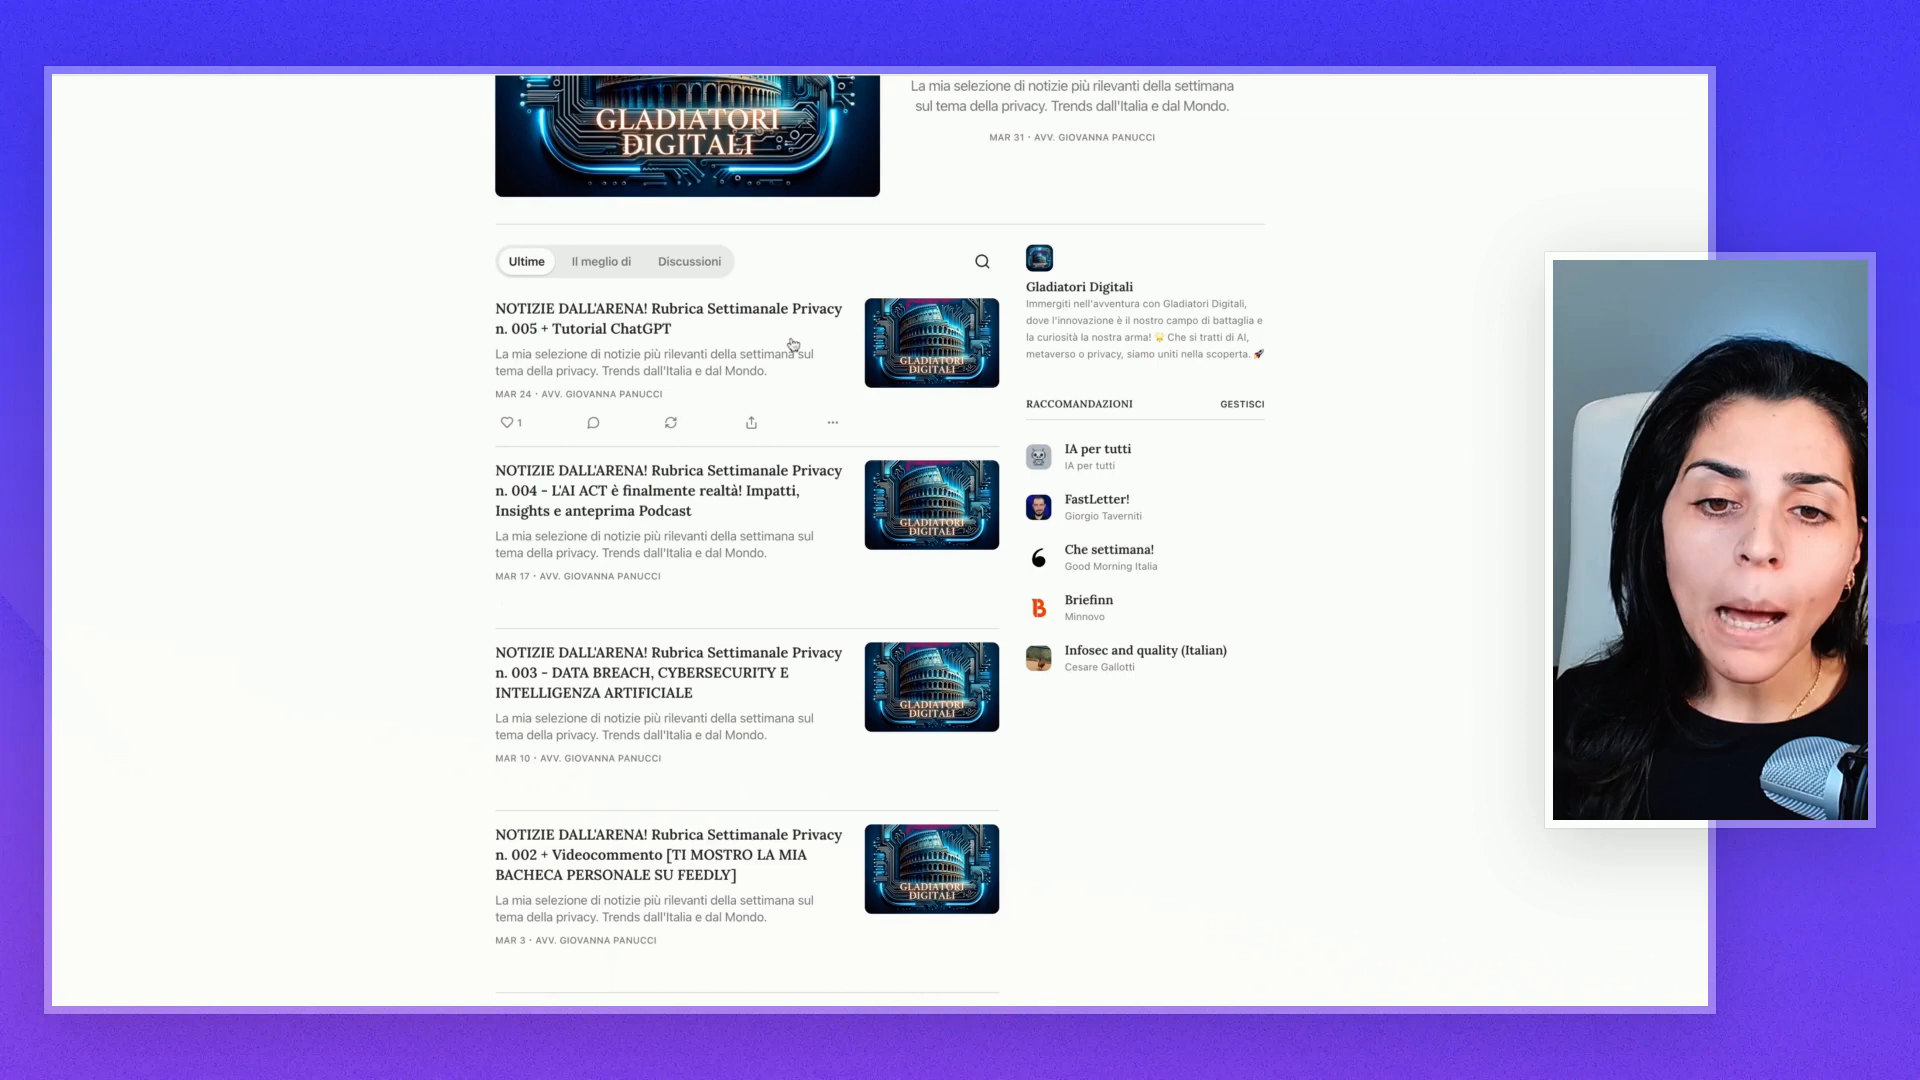 GLADIATORI
DIGITALI
La mia selezione di notizie più rilevanti della settimana
sul tema della privacy. Trends dall'Italia e dal Mondo.
MAR 31 · AVV. GIOVANNA PANUCCI
Ultime
Il meglio di
Discussioni
NOTIZIE DALL'ARENA! Rubrica Settimanale Privacy
n. 005 + Tutorial ChatGPT
La mia selezione di notizie più rilevanti della settimana sul
tema della privacy. Trends dall'Italia e dal Mondo.
MAR 24 · AVV. GIOVANNA PANUCCI
1
GLADIATORI
DIGITALI
NOTIZIE DALL'ARENA! Rubrica Settimanale Privacy
n. 004 - L'AI ACT è finalmente realtà! Impatti,
Insights e anteprima Podcast
La mia selezione di notizie più rilevanti della settimana sul
tema della privacy. Trends dall'Italia e dal Mondo.
MAR 17 · AVV. GIOVANNA PANUCCI
GLADIATORI
DIGITALI
NOTIZIE DALL'ARENA! Rubrica Settimanale Privacy
n. 003 - DATA BREACH, CYBERSECURITY E
INTELLIGENZA ARTIFICIALE
La mia selezione di notizie più rilevanti della settimana sul
tema della privacy. Trends dall'Italia e dal Mondo.
MAR 10 · AVV. GIOVANNA PANUCCI
GLADIATORI
DIGITALI
NOTIZIE DALL'ARENA! Rubrica Settimanale Privacy
n. 002 + Videocommento [TI MOSTRO LA MIA
BACHECA PERSONALE SU FEEDLY]
La mia selezione di notizie più rilevanti della settimana sul
tema della privacy. Trends dall'Italia e dal Mondo.
MAR 3 · AVV. GIOVANNA PANUCCI
GLADIATORI
DIGITALI
Gladiatori Digitali
Immergiti nell'avventura con Gladiatori Digitali,
dove l'innovazione è il nostro campo di battaglia e
la curiosità la nostra arma! 🌟 Che si tratti di AI,
metaverso o privacy, siamo uniti nella scoperta. 🚀
RACCOMANDAZIONI
GESTISCI
IA per tutti
IA per tutti
FastLetter!
Giorgio Taverniti
Che settimana!
Good Morning Italia
B
Briefinn
Minnovo
Infosec and quality (Italian)
Cesare Gallotti